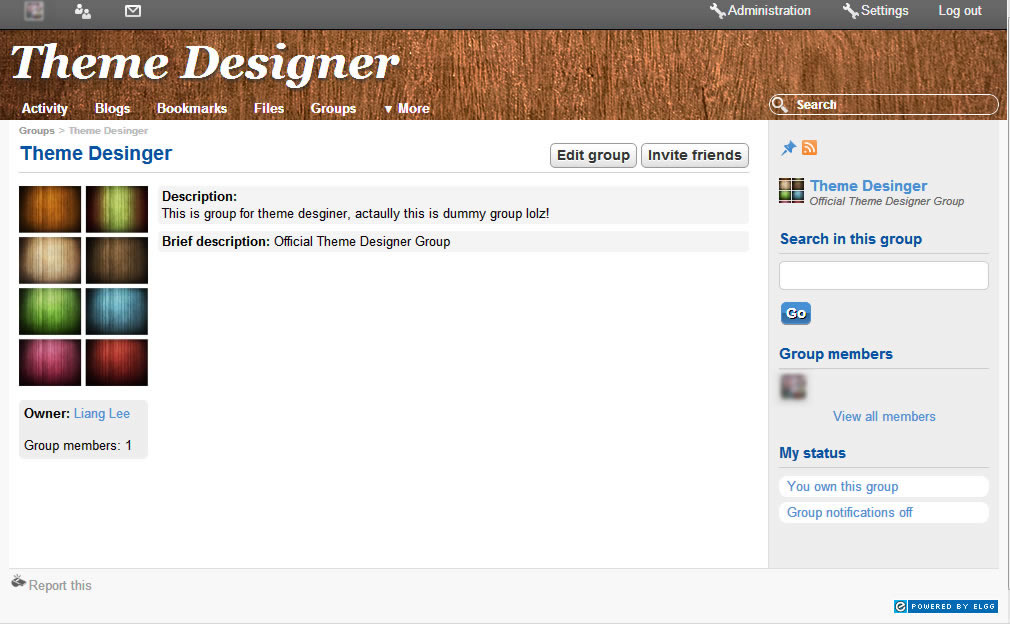 Administration Settings Log out
Theme Designer
Activity Blogs Bookmarks Files Groups ▼ More
Search
Groups > Theme Desinger
Theme Desinger
Edit group Invite friends
Description:
This is group for theme desginer, actaully this is dummy group lolz!
Brief description: Official Theme Designer Group
Owner: Liang Lee
Group members: 1
Theme Desinger
Official Theme Designer Group
Search in this group
Go
Group members
View all members
My status
You own this group
Group notifications off
Report this
POWERED BY ELGG